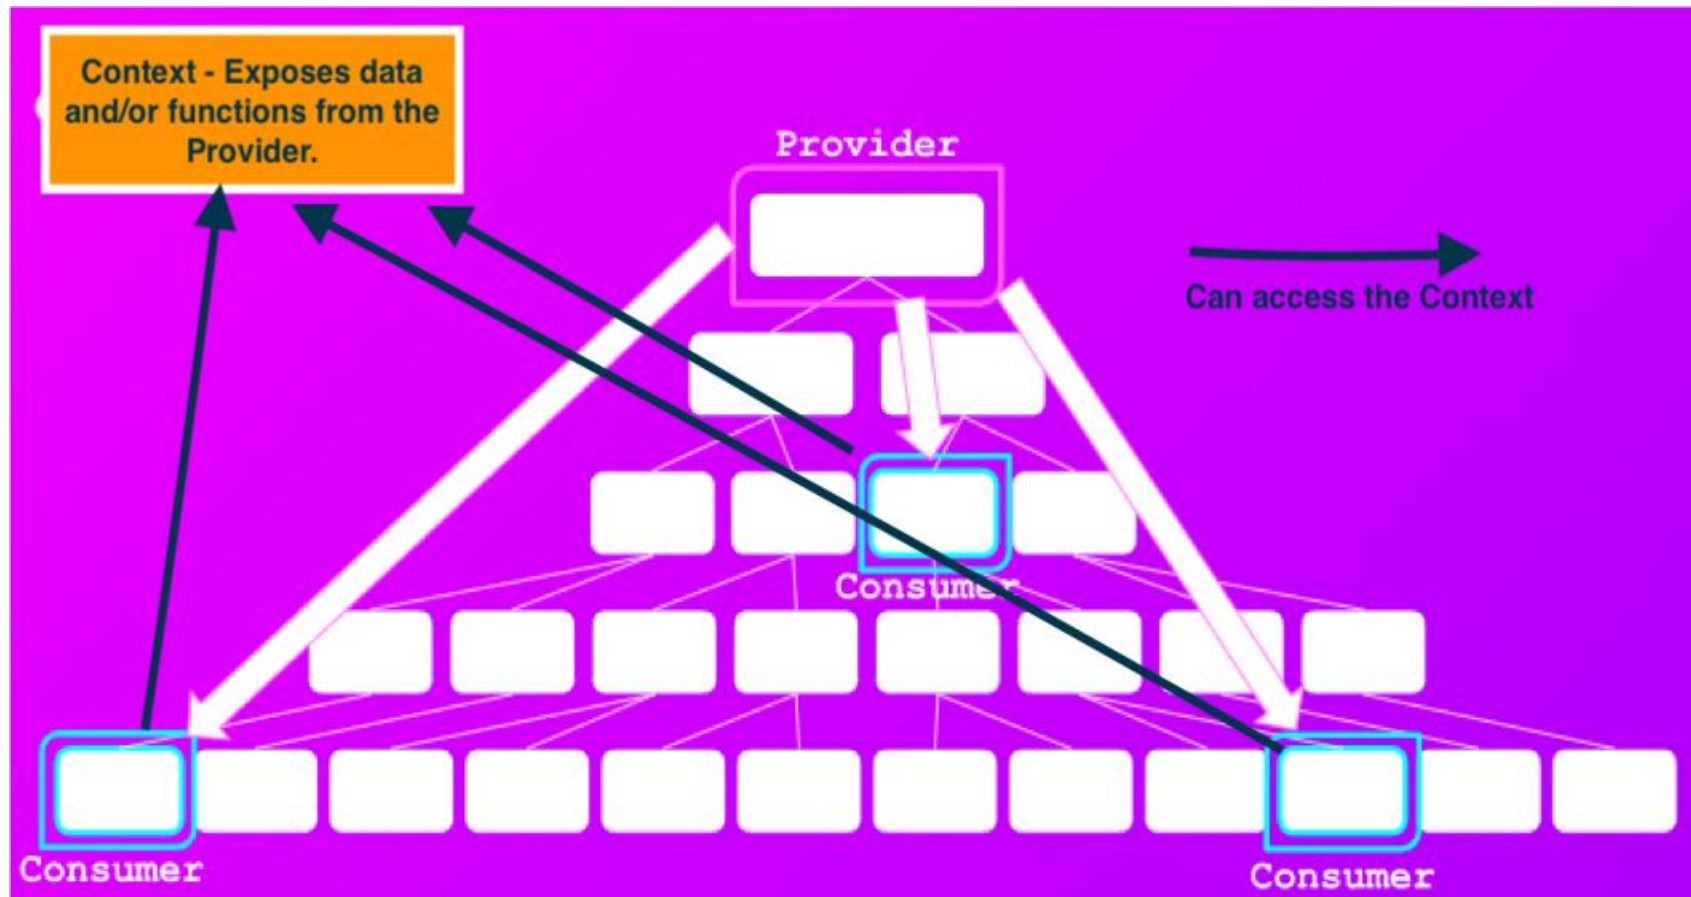 Context - Exposes data
and/or functions from the
Provider.
Provider
Can access the Context
Consumer
Consumer
Consumer